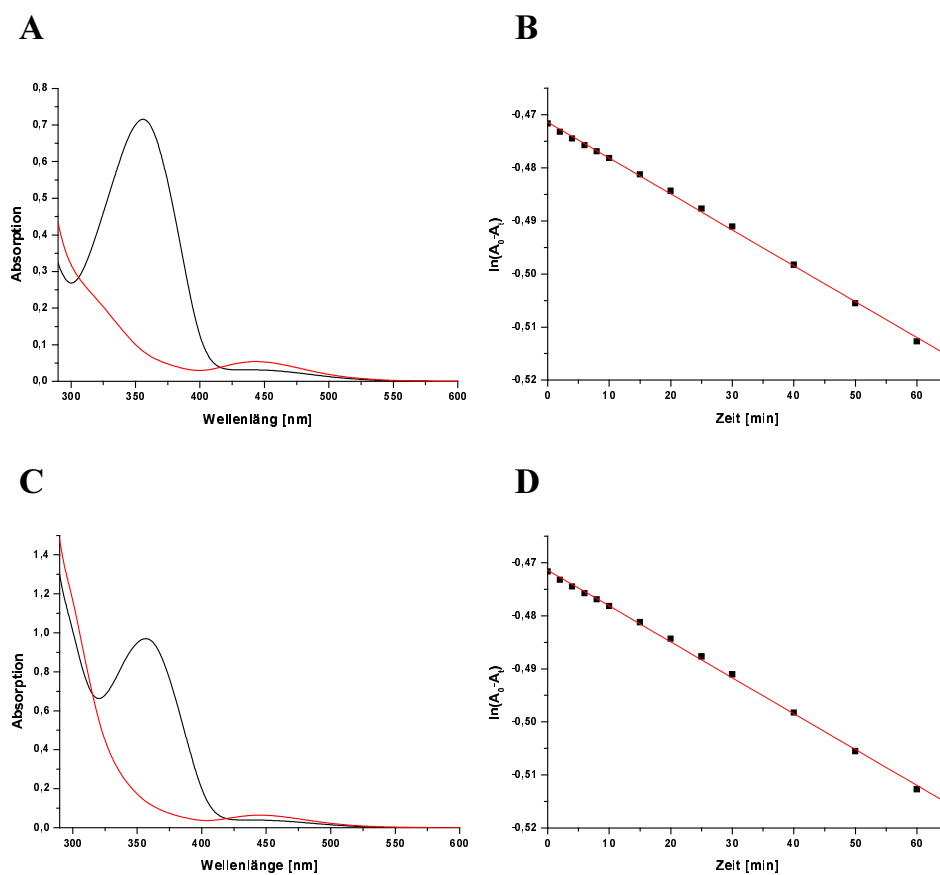 A
B
0,8
0,7
0,6
0,5
0,4
0,3
0,2
0,1
0,0
Absorption
300 350 400 450 500 550 600
Wellenläng [nm]
-0,47
-0,48
-0,49
-0,50
-0,51
-0,52
ln(A0-At)
0 10 20 30 40 50 60
Zeit [min]
C
D
1,4
1,2
1,0
0,8
0,6
0,4
0,2
0,0
Absorption
300 350 400 450 500 550 600
Wellenlänge [nm]
-0,47
-0,48
-0,49
-0,50
-0,51
-0,52
ln(A0-At)
0 10 20 30 40 50 60
Zeit [min]